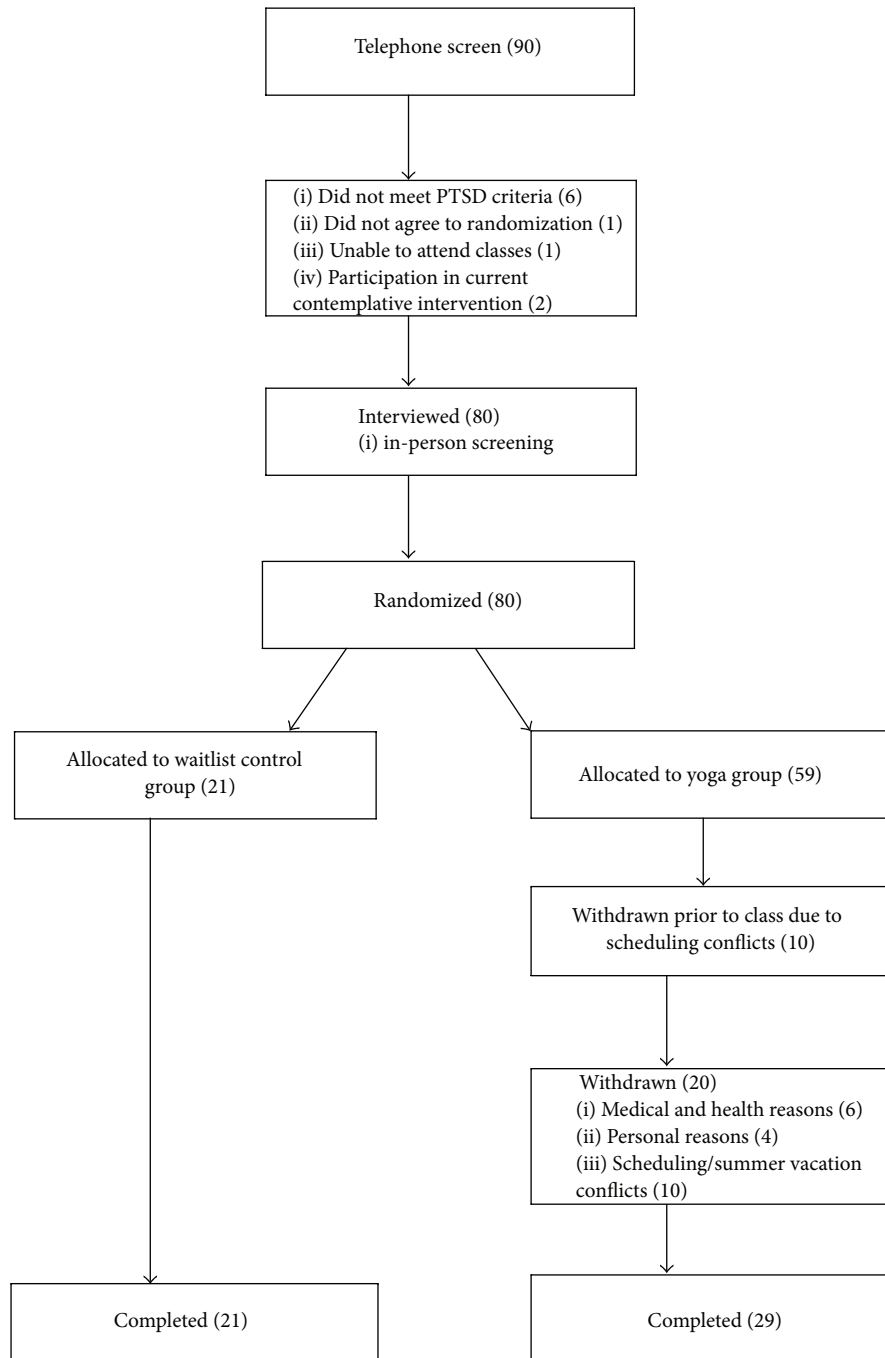 Telephone screen (90)
(i) Did not meet PTSD criteria (6)
(ii) Did not agree to randomization (1)
(iii) Unable to attend classes (1)
(iv) Participation in current
contemplative intervention (2)
Interviewed (80)
(i) in-person screening
Randomized (80)
Allocated to waitlist control
group (21)
Allocated to yoga group (59)
Withdrawn prior to class due to
scheduling conflicts (10)
Withdrawn (20)
(i) Medical and health reasons (6)
(ii) Personal reasons (4)
(iii) Scheduling/summer vacation
conflicts (10)
Completed (21)
Completed (29)